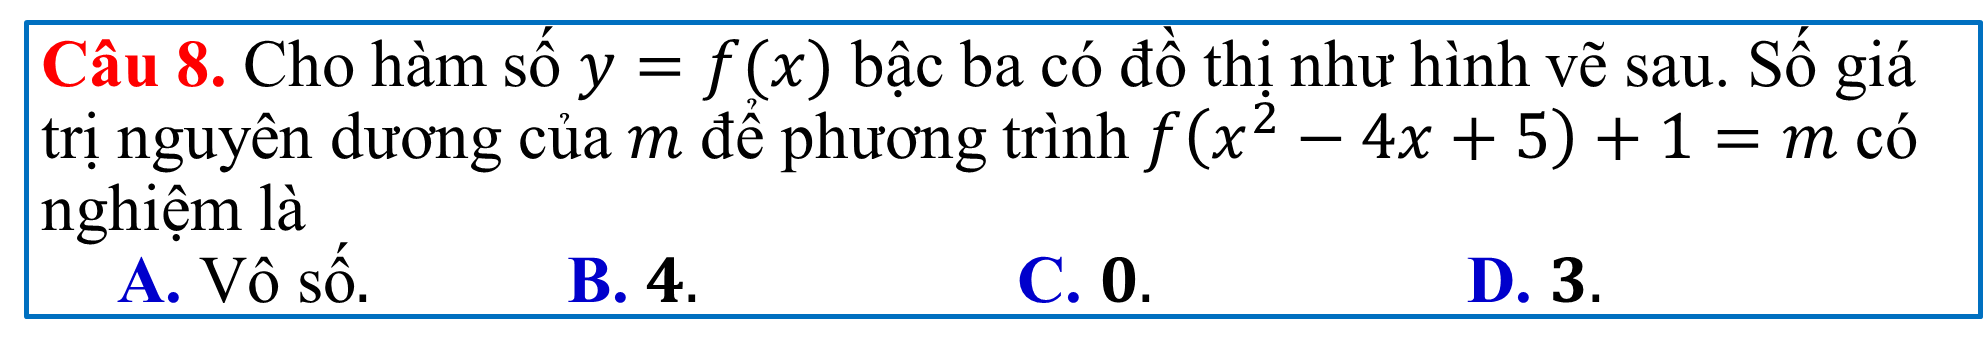 Câu 8. Cho hàm số y = f(x) bậc ba có đồ thị như hình vẽ sau. Số giá
trị nguyên dương của m để phương trình f(x² − 4x + 5) + 1 = m có
nghiệm là
A. Vô số. B. 4. C. 0. D. 3.